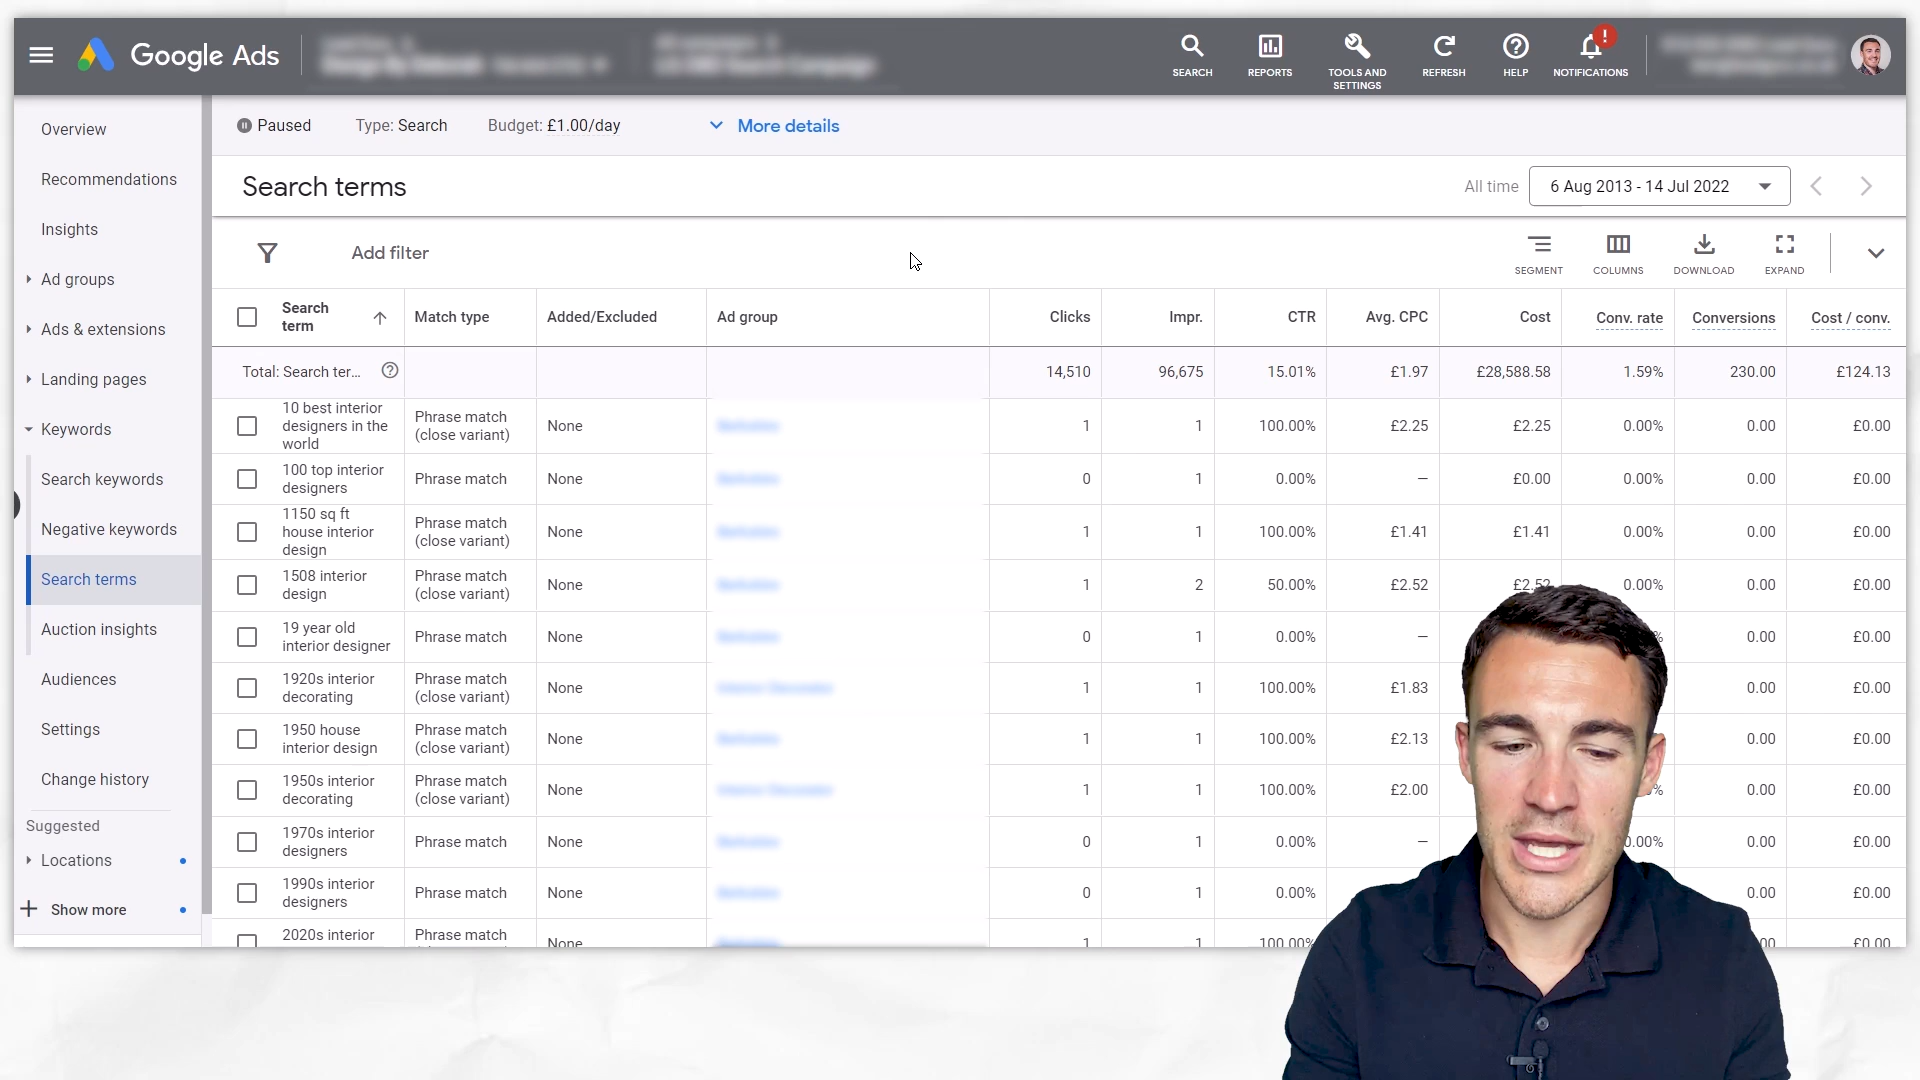 Google Ads
SEARCH
REPORTS
TOOLS AND
SETTINGS
REFRESH
HELP
!
NOTIFICATIONS
Overview
Recommendations
Insights
Ad groups
Ads & extensions
Landing pages
Keywords
Search keywords
Negative keywords
Search terms
Auction insights
Audiences
Settings
Change history
Suggested
Locations
Show more
Paused Type: Search Budget: £1.00/day More details
Search terms
All time 6 Aug 2013 - 14 Jul 2022
Add filter
SEGMENT COLUMNS DOWNLOAD EXPAND
Search term Match type Added/Excluded Ad group Clicks Impr. CTR Avg. CPC Cost Conv. rate Conversions Cost / conv.
Total: Search ter... 14,510 96,675 15.01% £1.97 £28,588.58 1.59% 230.00 £124.13
10 best interior designers in the world Phrase match (close variant) None 1 1 100.00% £2.25 £2.25 0.00% 0.00 £0.00
100 top interior designers Phrase match None 0 1 0.00% — £0.00 0.00% 0.00 £0.00
1150 sq ft house interior design Phrase match (close variant) None 1 1 100.00% £1.41 £1.41 0.00% 0.00 £0.00
1508 interior design Phrase match (close variant) None 1 2 50.00% £2.52 £2.52 0.00% 0.00 £0.00
19 year old interior designer Phrase match None 0 1 0.00% — % 0.00 £0.00
1920s interior decorating Phrase match (close variant) None 1 1 100.00% £1.83 0.00 £0.00
1950 house interior design Phrase match (close variant) None 1 1 100.00% £2.13 0.00 £0.00
1950s interior decorating Phrase match (close variant) None 1 1 100.00% £2.00 % 0.00 £0.00
1970s interior designers Phrase match None 0 1 0.00% — 0.00% 0.00 £0.00
1990s interior designers Phrase match None 0 1 0.00% 0.00 £0.00
2020s interior Phrase match None 1 1 100.00% 00 £0.00